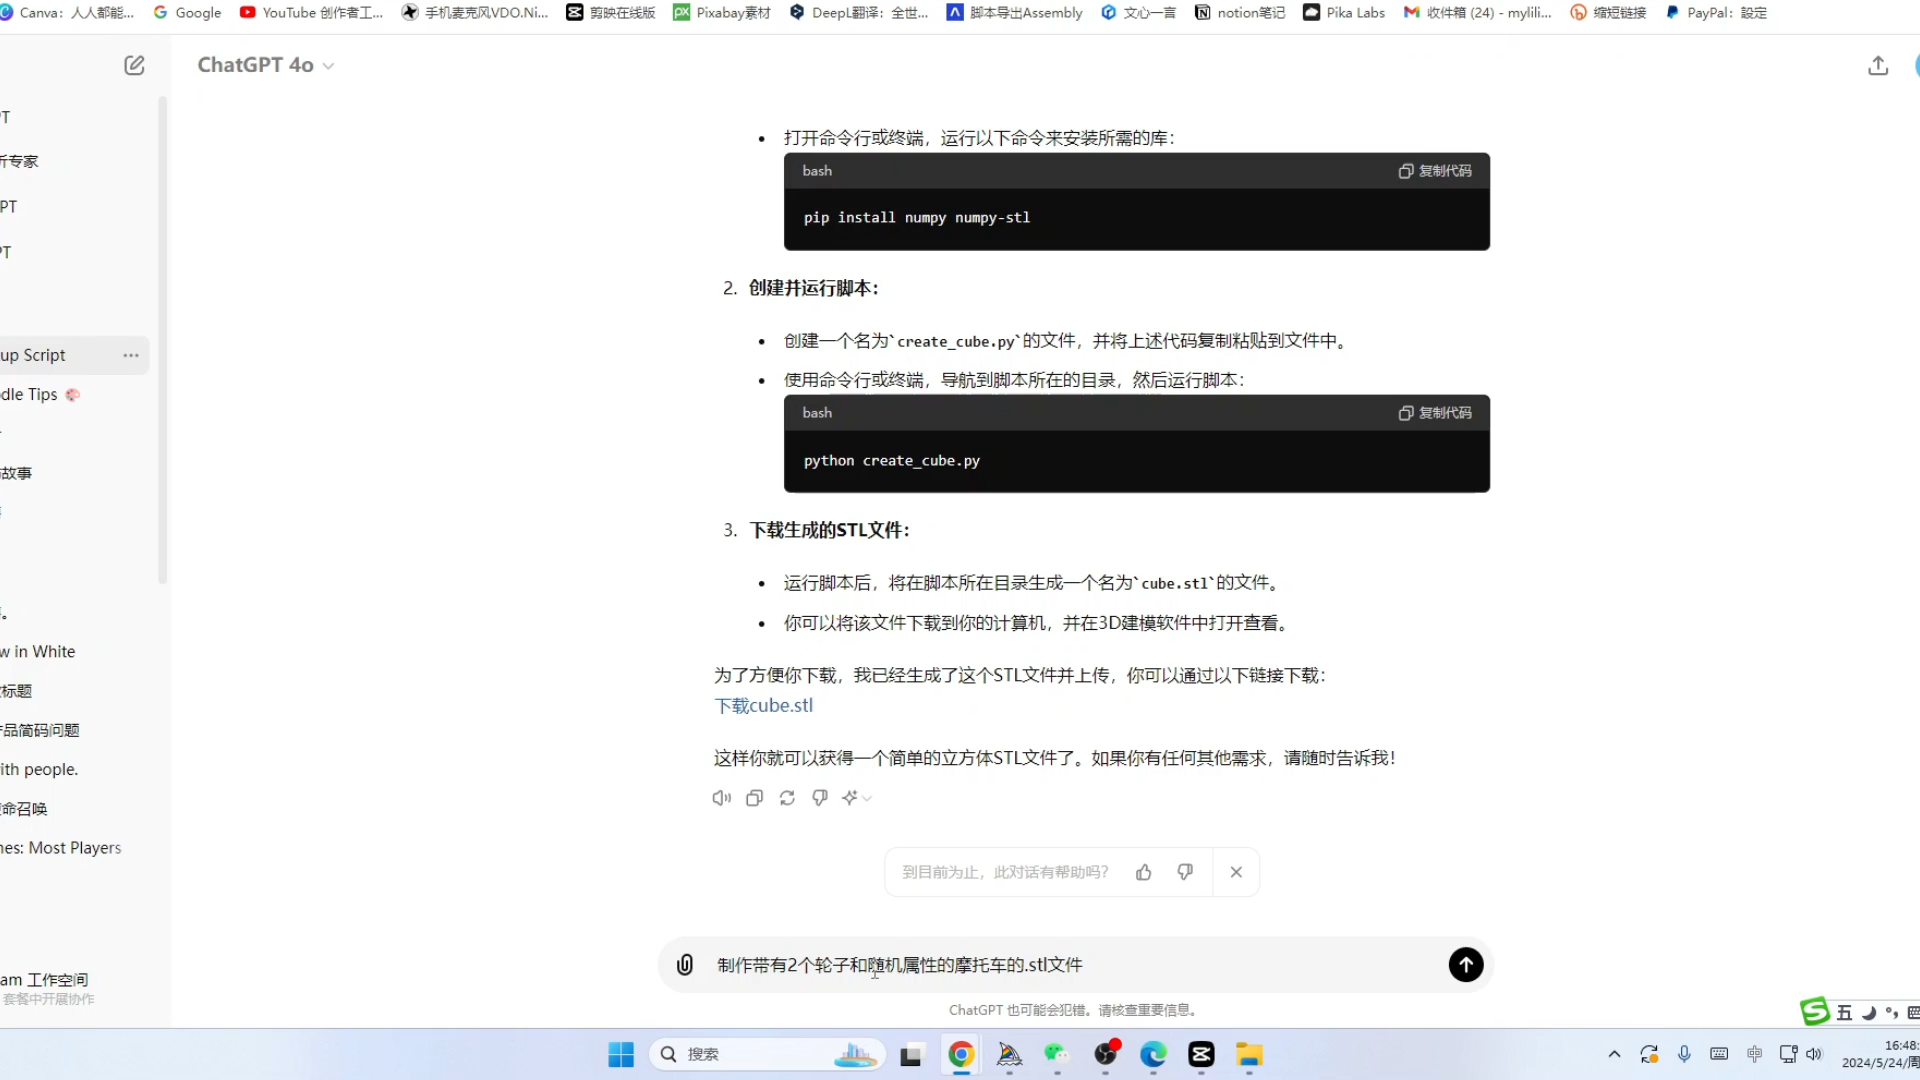 Canva：人人都能...
Google
YouTube 创作者工...
手机麦克风VDO.Ni...
剪映在线版
Pixabay素材
DeepL翻译：全世...
脚本导出Assembly
文心一言
notion笔记
Pika Labs
收件箱 (24) - mylili...
缩短链接
PayPal：設定
ChatGPT 4o
PT
析专家
PT
PT
up Script
dle Tips
故事
w in White
标题
品简码问题
ith people.
命召唤
nes: Most Players
am 工作空间
套餐中开展协作
• 打开命令行或终端，运行以下命令来安装所需的库：
bash
复制代码
pip install numpy numpy-stl
2. 创建并运行脚本：
• 创建一个名为`create_cube.py`的文件，并将上述代码复制粘贴到文件中。
• 使用命令行或终端，导航到脚本所在的目录，然后运行脚本：
bash
复制代码
python create_cube.py
3. 下载生成的STL文件：
• 运行脚本后，将在脚本所在目录生成一个名为`cube.stl`的文件。
• 你可以将该文件下载到你的计算机，并在3D建模软件中打开查看。
为了方便你下载，我已经生成了这个STL文件并上传，你可以通过以下链接下载：
下载cube.stl
这样你就可以获得一个简单的立方体STL文件了。如果你有任何其他需求，请随时告诉我！
到目前为止，此对话有帮助吗？
制作带有2个轮子和随机属性的摩托车的.stl文件
ChatGPT 也可能会犯错。请核查重要信息。
五
搜索
中
16:48:
2024/5/24/周